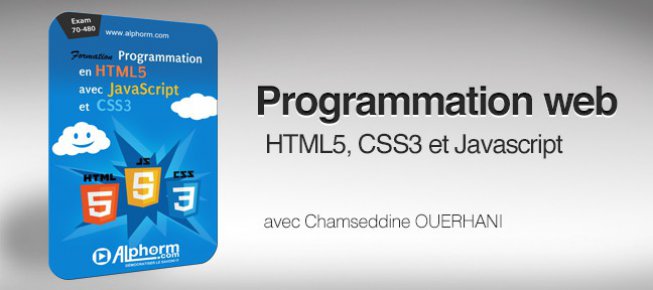 Exam
70-480
www.alphorm.com
Formation Programmation
en HTML5
avec JavaScript
et CSS3
HTML
JS
CSS
5
5
3
Alphorm
.com
Programmation web
HTML5, CSS3 et Javascript
avec Chamseddine OUERHANI